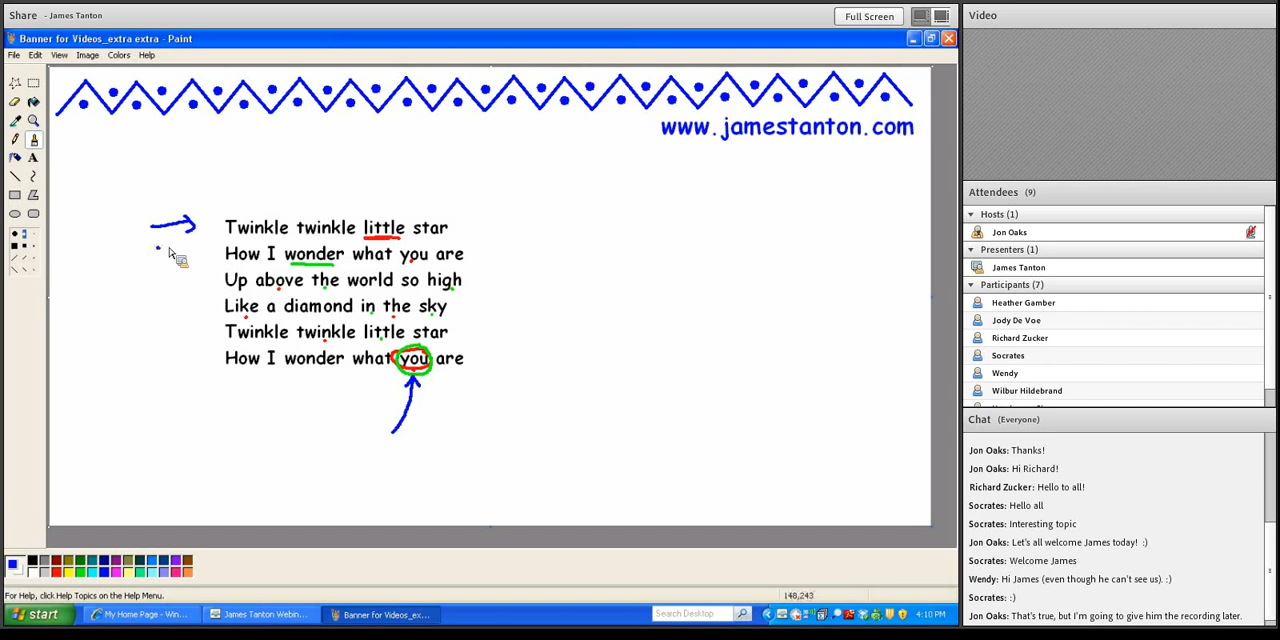 Share - James Tanton
Full Screen
Banner for Videos_extra extra - Paint
File Edit View Image Colors Help
www.jamestanton.com
Twinkle twinkle little star
How I wonder what you are
Up above the world so high
Like a diamond in the sky
Twinkle twinkle little star
How I wonder what you are
For Help, click Help Topics on the Help Menu.
148,243
start
My Home Page - Win...
James Tanton Webin...
Banner for Videos_ex...
Search Desktop
4:10 PM
Video
Attendees (9)
Hosts (1)
Jon Oaks
Presenters (1)
James Tanton
Participants (7)
Heather Gamber
Jody De Voe
Richard Zucker
Socrates
Wendy
Wilbur Hildebrand
Chat (Everyone)
Jon Oaks: Thanks!
Jon Oaks: Hi Richard!
Richard Zucker: Hello to all!
Socrates: Hello all
Socrates: Interesting topic
Jon Oaks: Let's all welcome James today! :)
Socrates: Welcome James
Wendy: Hi James (even though he can't see us). :)
Socrates: :)
Jon Oaks: That's true, but I'm going to give him the recording later.